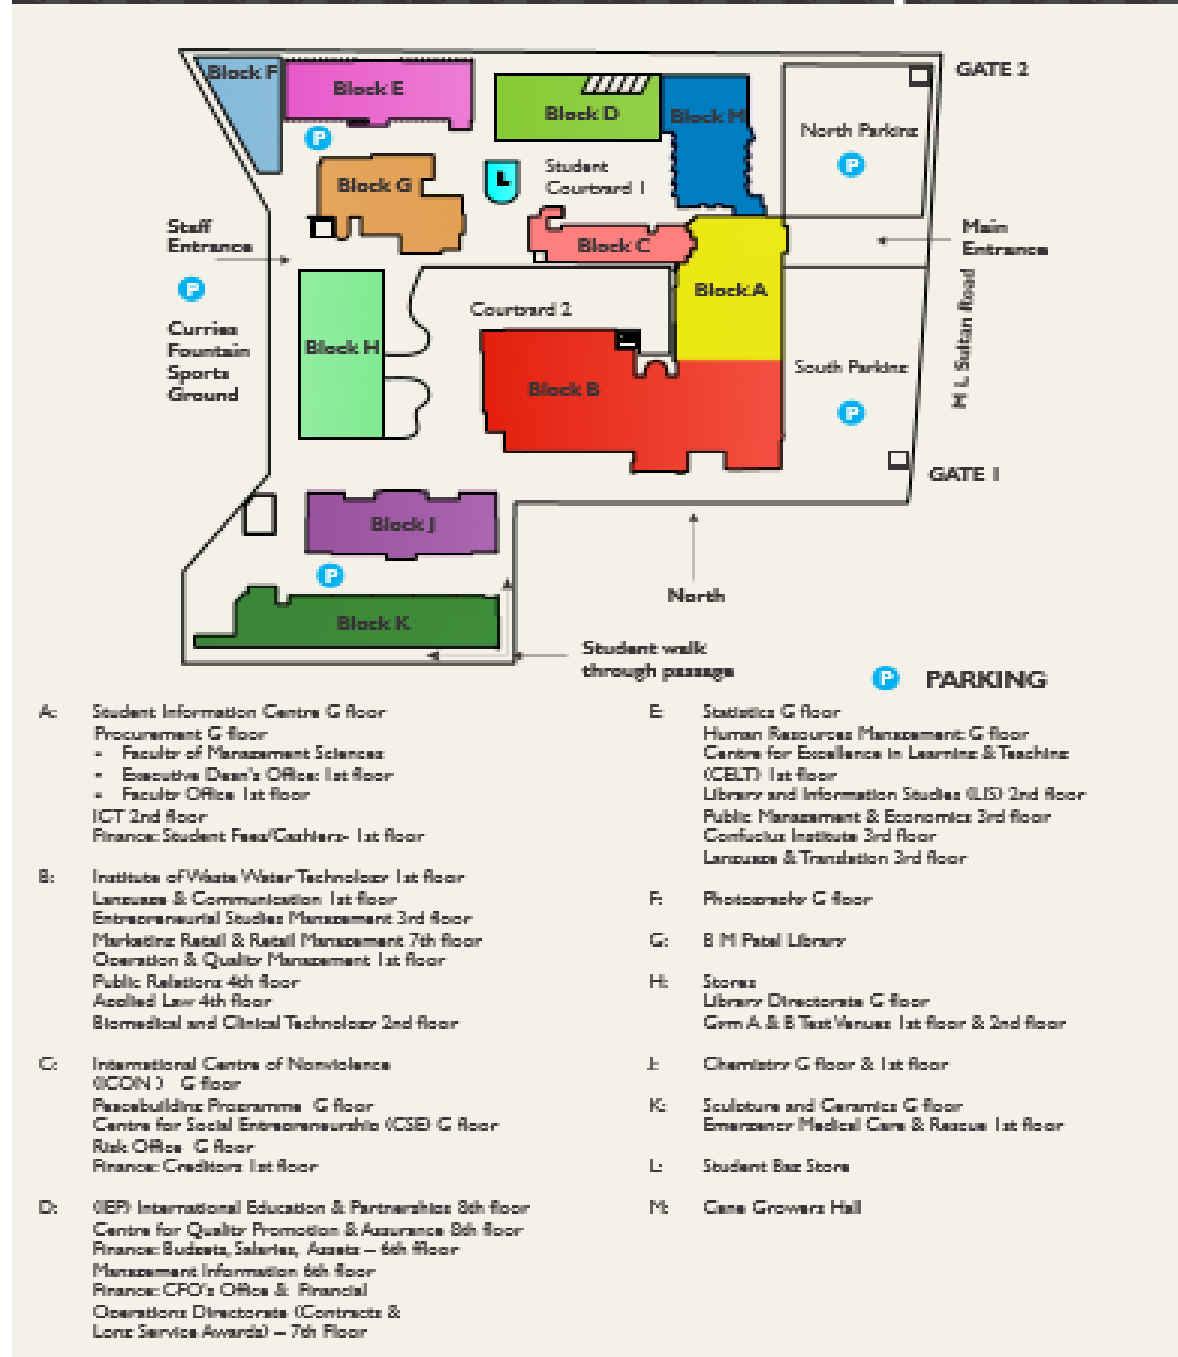 Block F
Block E
GATE 2
Block D
Block M
North Parking
P
P
Student
Courtyard 1
L
Block G
Staff
Entrance
Block C
Main
Entrance
P
Block A
Courtyard 2
M L Sultan Road
Curries
Fountain
Sports
Ground
Block H
South Parking
Block B
P
GATE 1
Block J
P
North
Block K
Student walk
through passage
P PARKING
A: Student Information Centre G floor
Procurement G floor
• Faculty of Management Sciences
• Executive Dean's Office: 1st floor
• Faculty Office 1st floor
ICT 2nd floor
Finance: Student Fees/Cashiers- 1st floor
B: Institute of Waste Water Technology 1st floor
Language & Communication 1st floor
Entrepreneurial Studies Management 3rd floor
Marketing Retail & Retail Management 7th floor
Operation & Quality Management 1st floor
Public Relations 4th floor
Applied Law 4th floor
Biomedical and Clinical Technology 2nd floor
C: International Centre of Nonviolence
(ICON ) G floor
Peacebuilding Programme G floor
Centre for Social Entrepreneurship (CSE) G floor
Risk Office G floor
Finance: Creditors 1st floor
D: (IEP) International Education & Partnerships 8th floor
Centre for Quality Promotion & Assurance 8th floor
Finance: Budgets, Salaries, Assets – 6th ffloor
Management Information 6th floor
Finance: CFO's Office & Financial
Operations Directorate (Contracts &
Long Service Awards) – 7th Floor
E: Statistics G floor
Human Resources Management: G floor
Centre for Excellence in Learning & Teaching
(CELT) 1st floor
Library and Information Studies (LIS) 2nd floor
Public Management & Economics 3rd floor
Confucius Institute 3rd floor
Language & Translation 3rd floor
F: Photography G floor
G: B M Patel Library
H: Stores
Library Directorate G floor
Gym A & B Test Venues 1st floor & 2nd floor
J: Chemistry G floor & 1st floor
K: Sculpture and Ceramics G floor
Emergency Medical Care & Rescue 1st floor
L: Student Bag Store
M: Cane Growers Hall